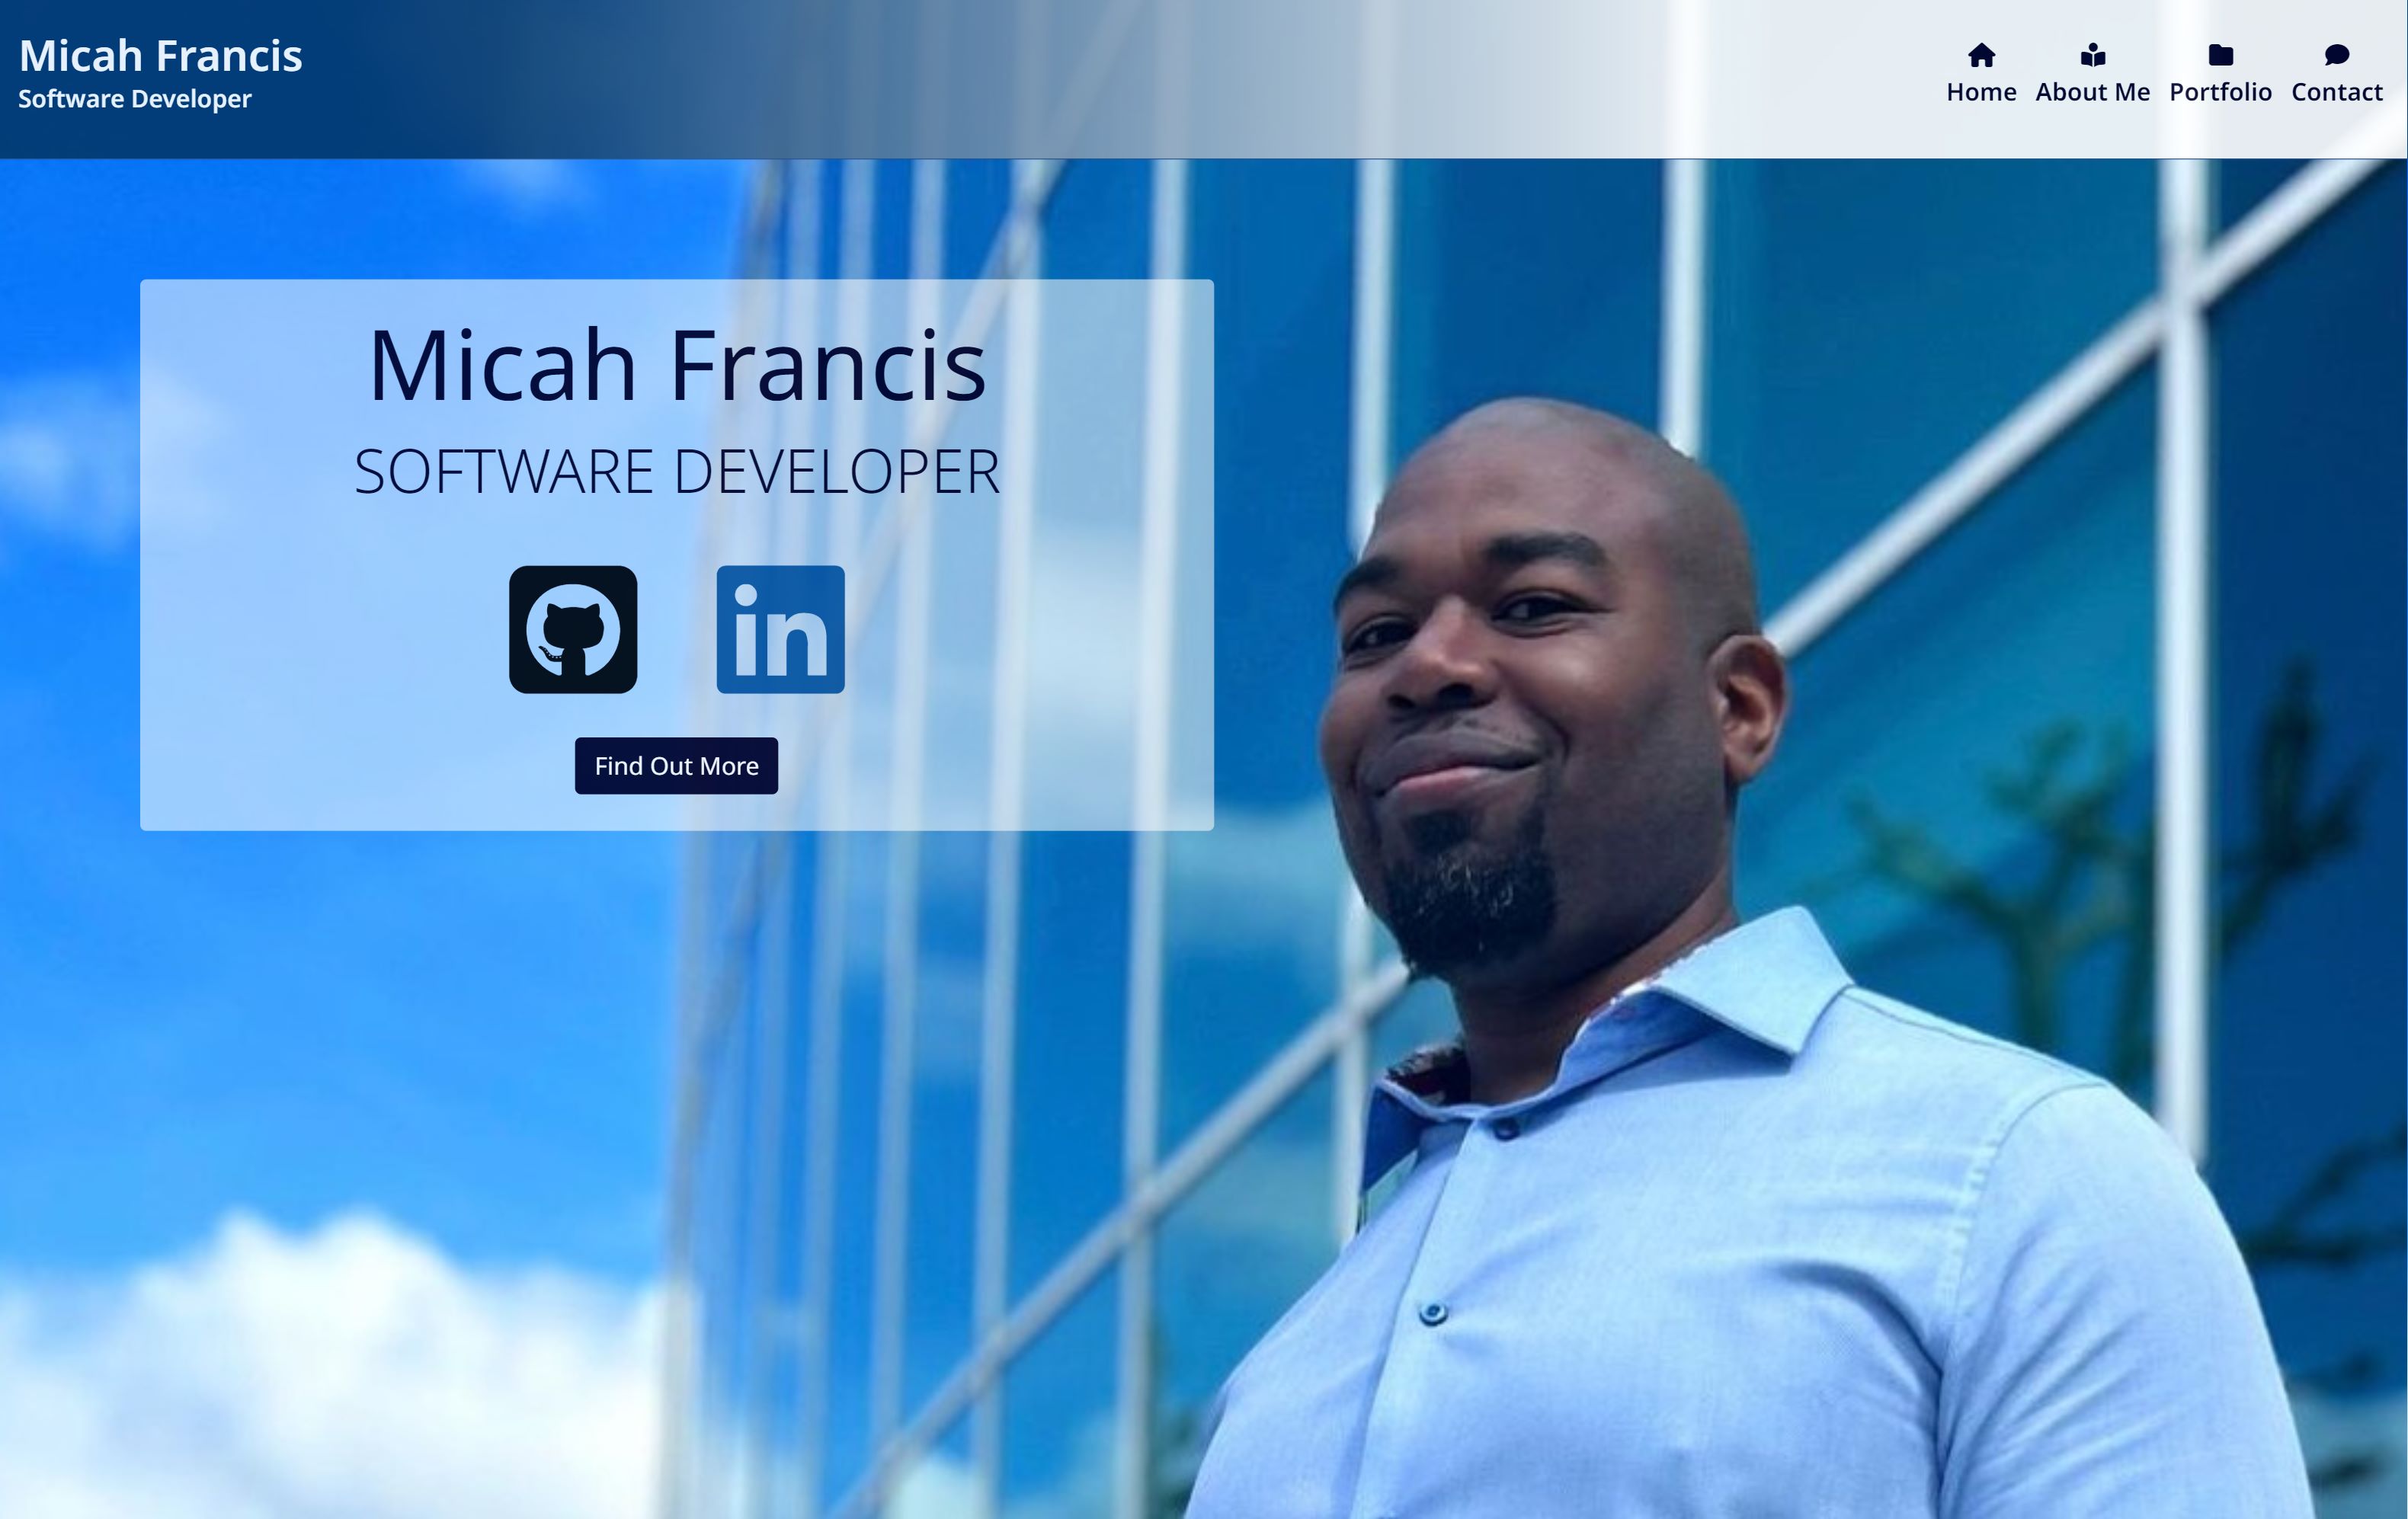 Micah Francis
Software Developer
Home About Me Portfolio Contact
Micah Francis
SOFTWARE DEVELOPER
in
Find Out More